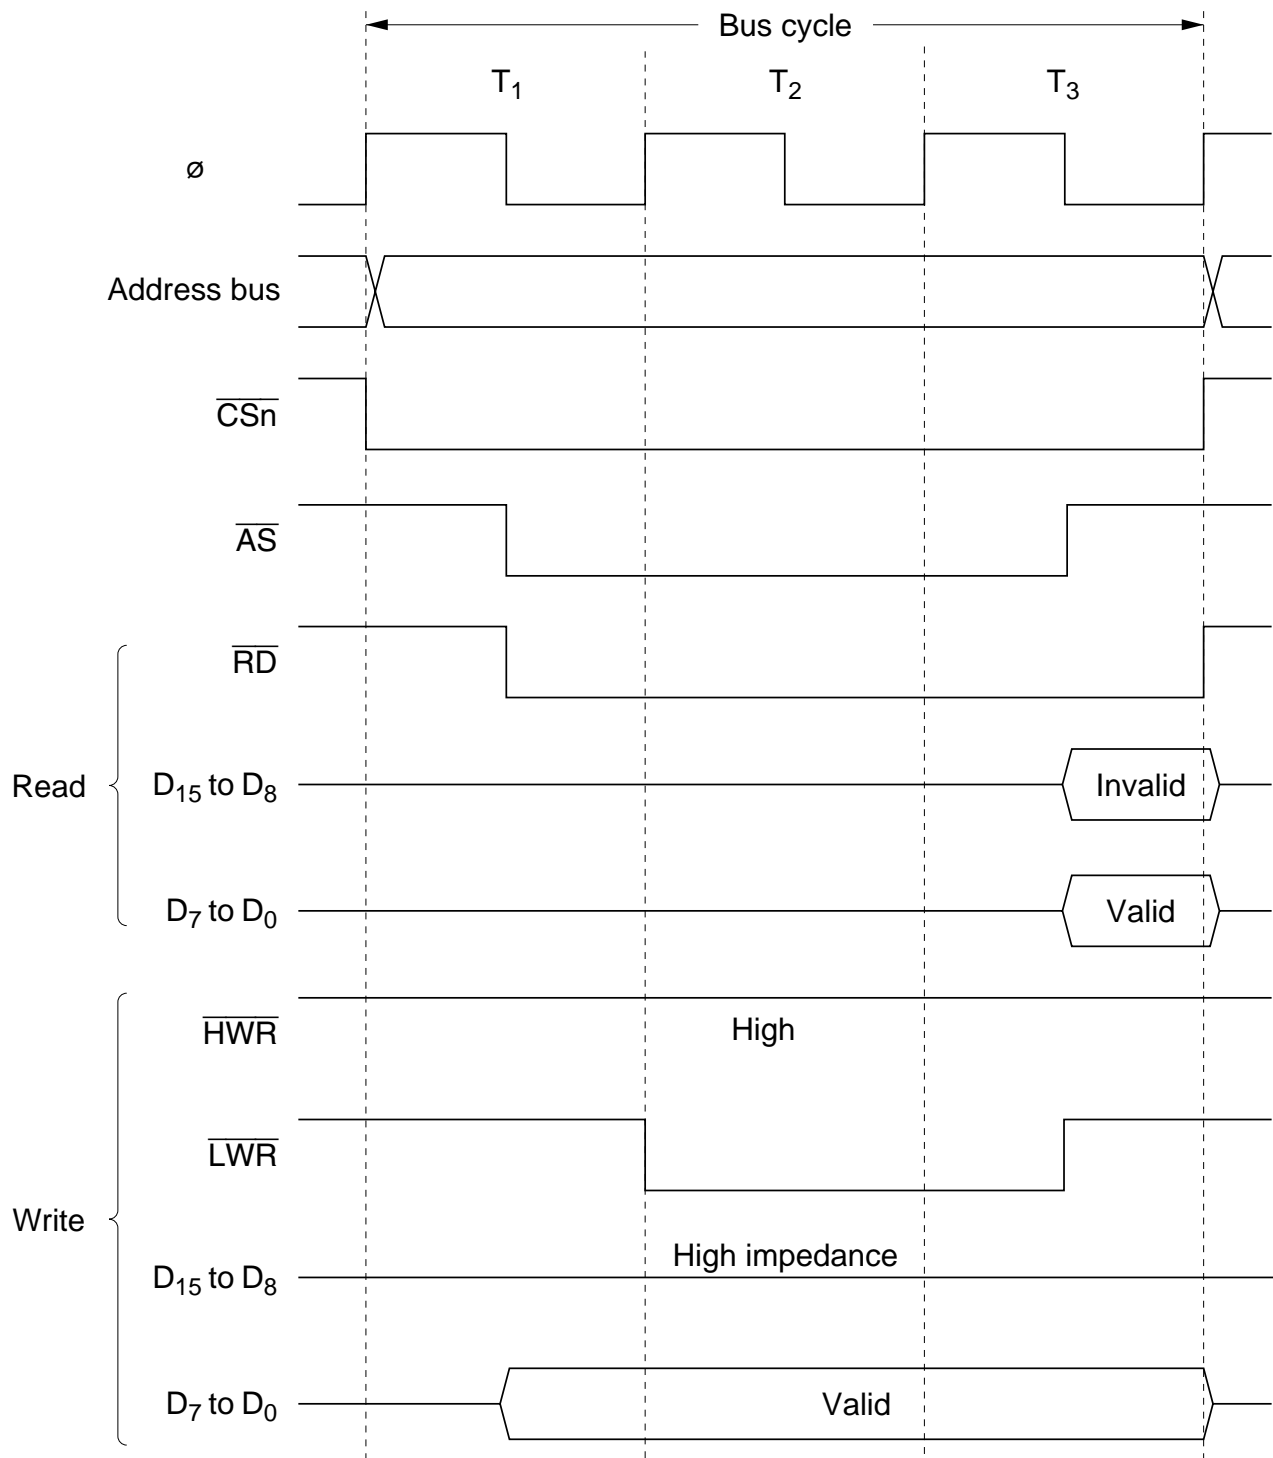 Bus cycle
T1 T2 T3
ø
Address bus
CSn
AS
RD
Read D15 to D8 Invalid
D7 to D0 Valid
HWR High
LWR
Write
D15 to D8 High impedance
D7 to D0 Valid